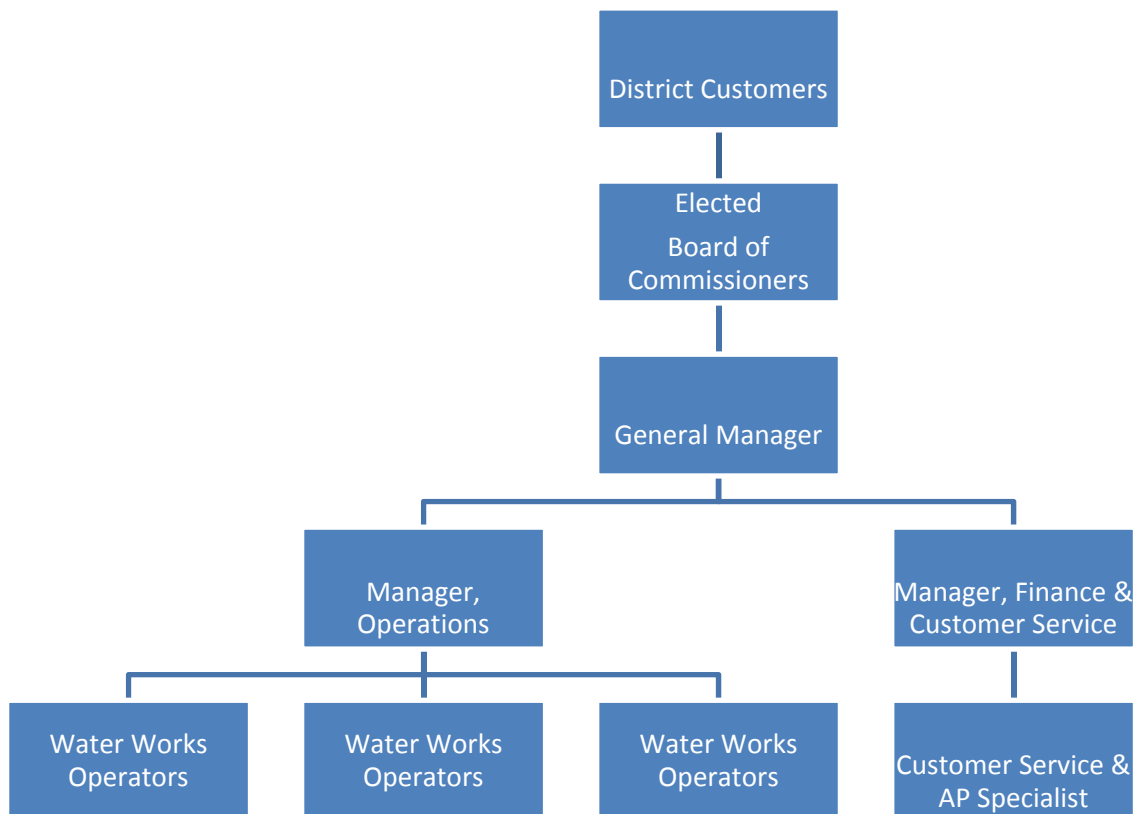 District Customers
Elected
Board of
Commissioners
General Manager
Manager,
Operations
Manager, Finance &
Customer Service
Water Works
Operators
Water Works
Operators
Water Works
Operators
Customer Service &
AP Specialist